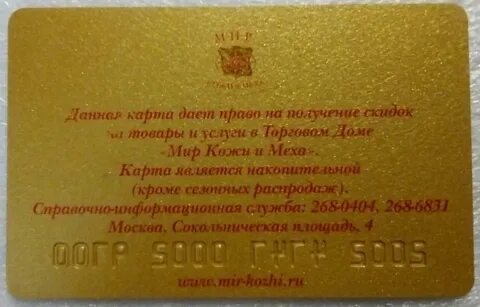 МИР
Данная карта дает право на получение скидок
на товары и услуги в Торговом Доме
«Мир Кожи и Меха».
Карта является накопительной
(кроме сезонных распродаж).
Справочно-информационная служба: 268-0404, 268-6831
Москва, Сокольническая площадь, 4
www.mir-kozhi.ru